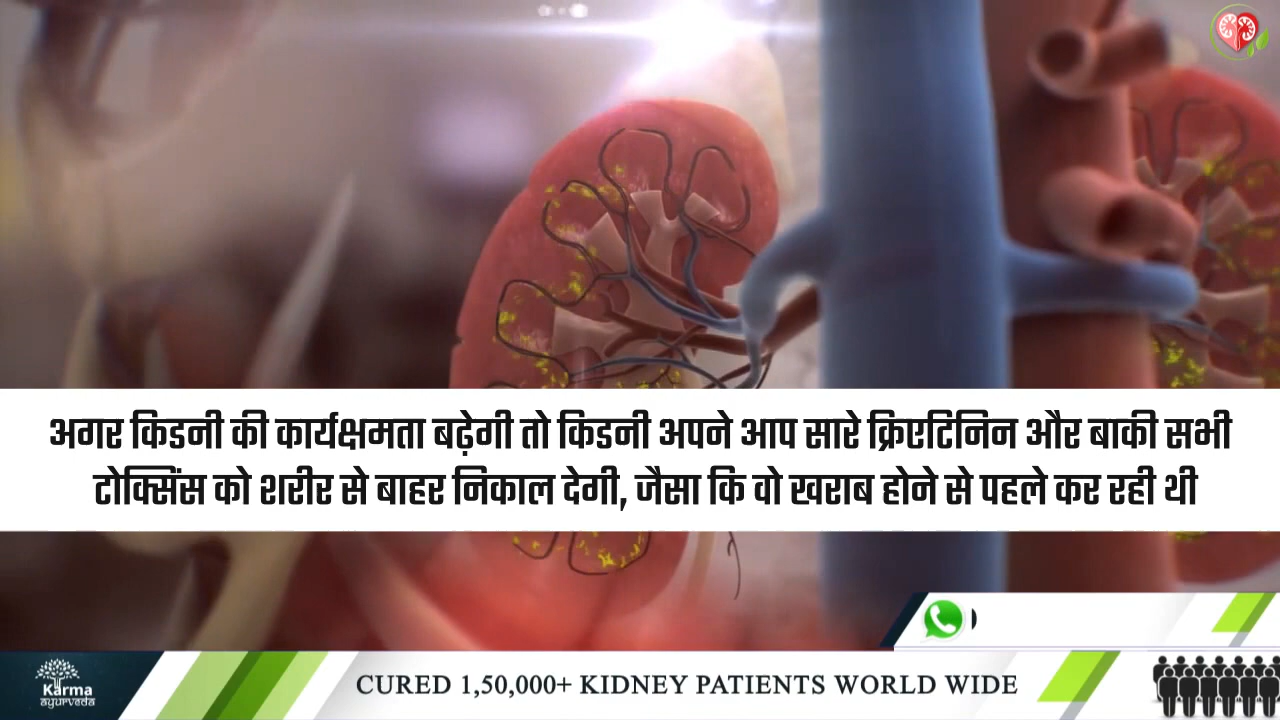 अगर किडनी की कार्यक्षमता बढ़ेगी तो किडनी अपने आप सारे क्रिएटिनिन और बाकी सभी
टोक्सिंस को शरीर से बाहर निकाल देगी, जैसा कि वो खराब होने से पहले कर रही थी
Karma
ayurveda
CURED 1,50,000+ KIDNEY PATIENTS WORLD WIDE